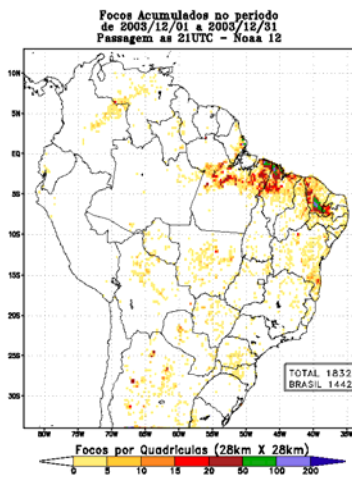 Focos Acumulados no periodo
de 2003/12/01 a 2003/12/31
Passagem as 21UTC - Noaa 12
10N
5N
EQ
5S
10S
15S
20S
25S
30S
TOTAL 1832
BRASIL 1442
80W 75W 70W 65W 60W 55W 50W 45W 40W 35W
Focos por Quadriculas (28km X 28km)
0 5 10 15 20 50 100 200